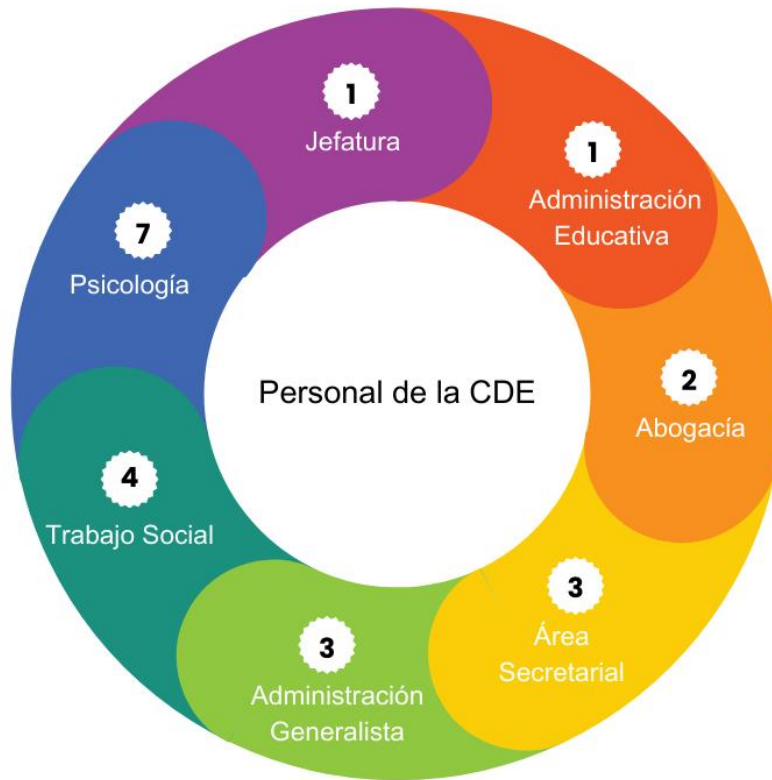 1
Jefatura
1
Administración
Educativa
2
Abogacía
3
Área
Secretarial
3
Administración
Generalista
4
Trabajo Social
7
Psicología
Personal de la CDE